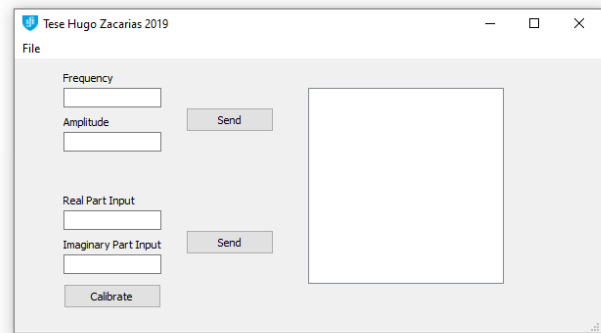 Tese Hugo Zacarias 2019
File
Frequency
Amplitude
Send
Real Part Input
Imaginary Part Input
Send
Calibrate